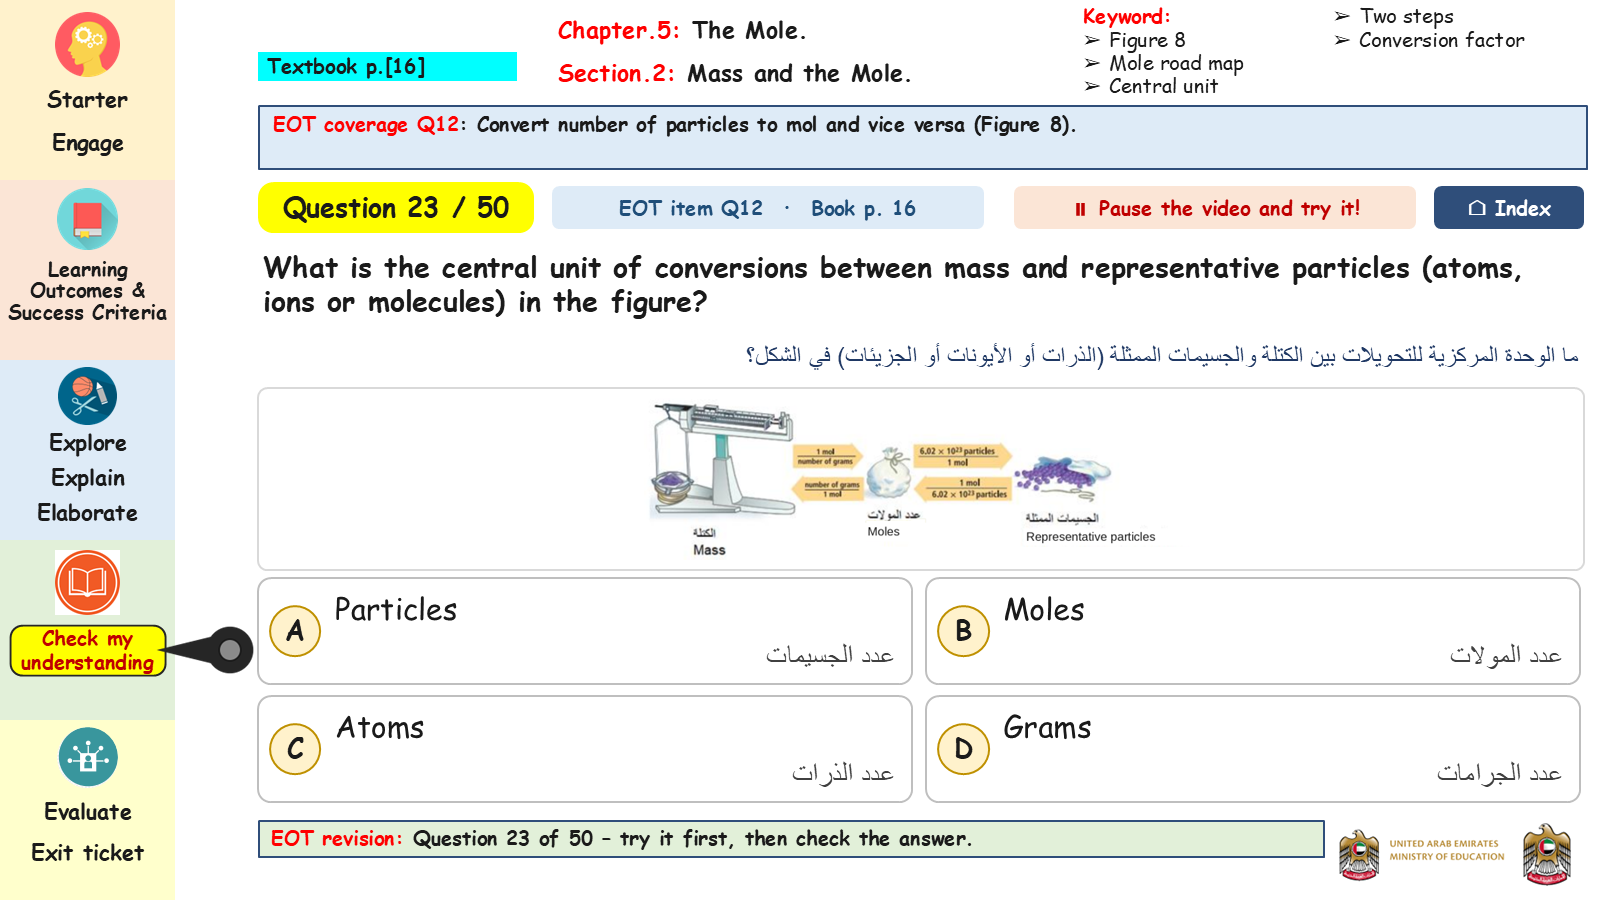 Starter
Engage
Learning
Outcomes &
Success Criteria
Explore
Explain
Elaborate
Check my
understanding
Evaluate
Exit ticket
Textbook p.[16]
Chapter.5: The Mole.
Section.2: Mass and the Mole.
Keyword:
➢ Figure 8
➢ Mole road map
➢ Central unit
➢ Two steps
➢ Conversion factor
EOT coverage Q12: Convert number of particles to mol and vice versa (Figure 8).
Question 23 / 50
EOT item Q12 · Book p. 16
⏸ Pause the video and try it!
Index
What is the central unit of conversions between mass and representative particles (atoms,
ions or molecules) in the figure?
ما الوحدة المركزية للتحويلات بين الكتلة والجسيمات الممثلة (الذرات أو الأيونات أو الجزيئات) في الشكل؟
1 mol
number of grams
number of grams
1 mol
6.02 × 10²³ particles
1 mol
1 mol
6.02 × 10²³ particles
الكتلة
Mass
عدد المولات
Moles
الجسيمات الممثلة
Representative particles
A
Particles
عدد الجسيمات
B
Moles
عدد المولات
C
Atoms
عدد الذرات
D
Grams
عدد الجرامات
EOT revision: Question 23 of 50 – try it first, then check the answer.
UNITED ARAB EMIRATES
MINISTRY OF EDUCATION